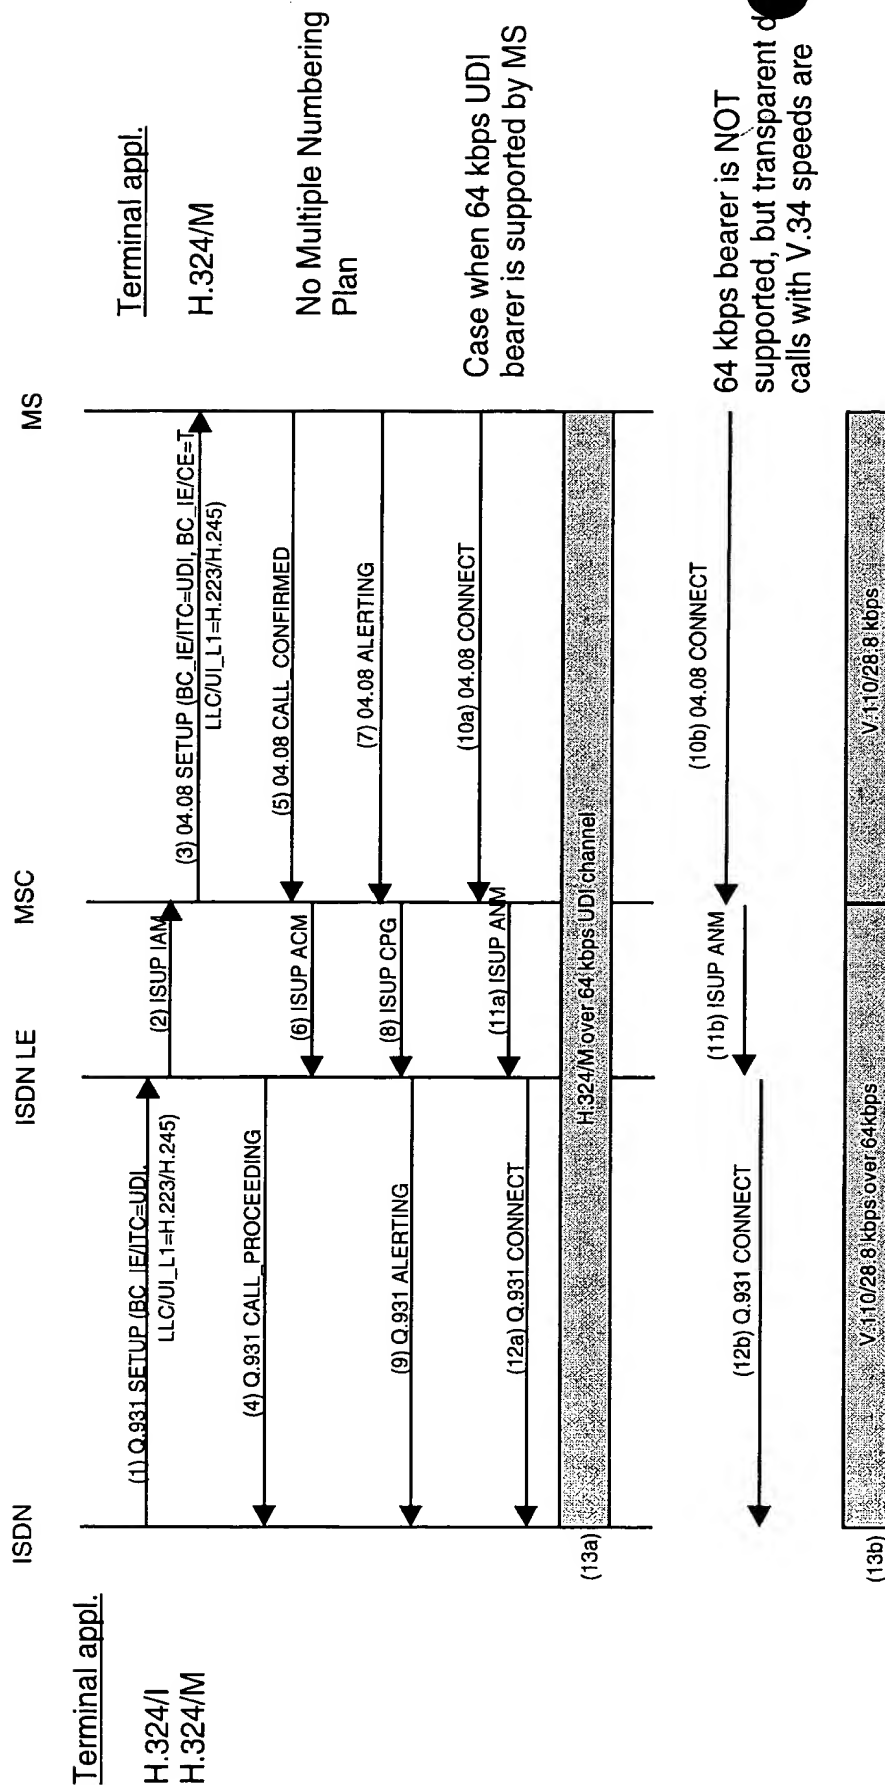 ISDN
ISDN LE
MSC
MS
Terminal appl.
H.324/I
H.324/M
Terminal appl.
H.324/M
(1) Q.931 SETUP (BC_IE/ITC=UDI,
LLC/UI_L1=H.223/H.245)
(2) ISUP IAM
(3) 04.08 SETUP (BC_IE/ITC=UDI, BC_IE/CE=T
LLC/UI_L1=H.223/H.245)
No Multiple Numbering
Plan
(4) Q.931 CALL_PROCEEDING
(5) 04.08 CALL_CONFIRMED
(6) ISUP ACM
(7) 04.08 ALERTING
(8) ISUP CPG
(9) Q.931 ALERTING
(10a) 04.08 CONNECT
(11a) ISUP ANM
(12a) Q.931 CONNECT
Case when 64 kbps UDI
bearer is supported by MS
(13a)
H.324/M over 64 kbps UDI channel
(10b) 04.08 CONNECT
(11b) ISUP ANM
(12b) Q.931 CONNECT
64 kbps bearer is NOT
supported, but transparent d
calls with V.34 speeds are
(13b)
V.110/28.8 kbps over 64kbps
V.110/28.8 kbps